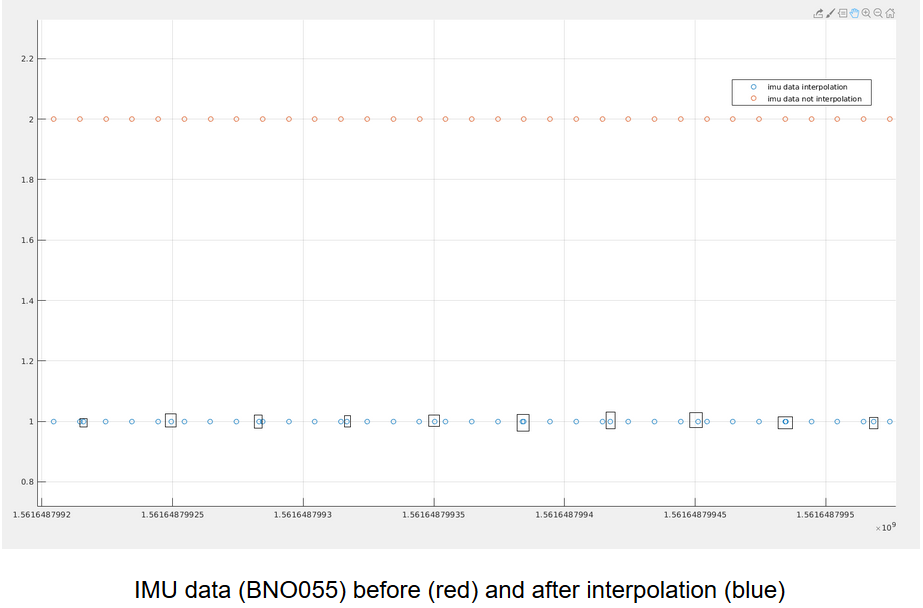 2.2
imu data interpolation
imu data not interpolation
2
1.8
1.6
1.4
1.2
1
0.8
1.5616487992 1.56164879925 1.5616487993 1.56164879935 1.5616487994 1.56164879945 1.5616487995
×10^9
IMU data (BNO055) before (red) and after interpolation (blue)